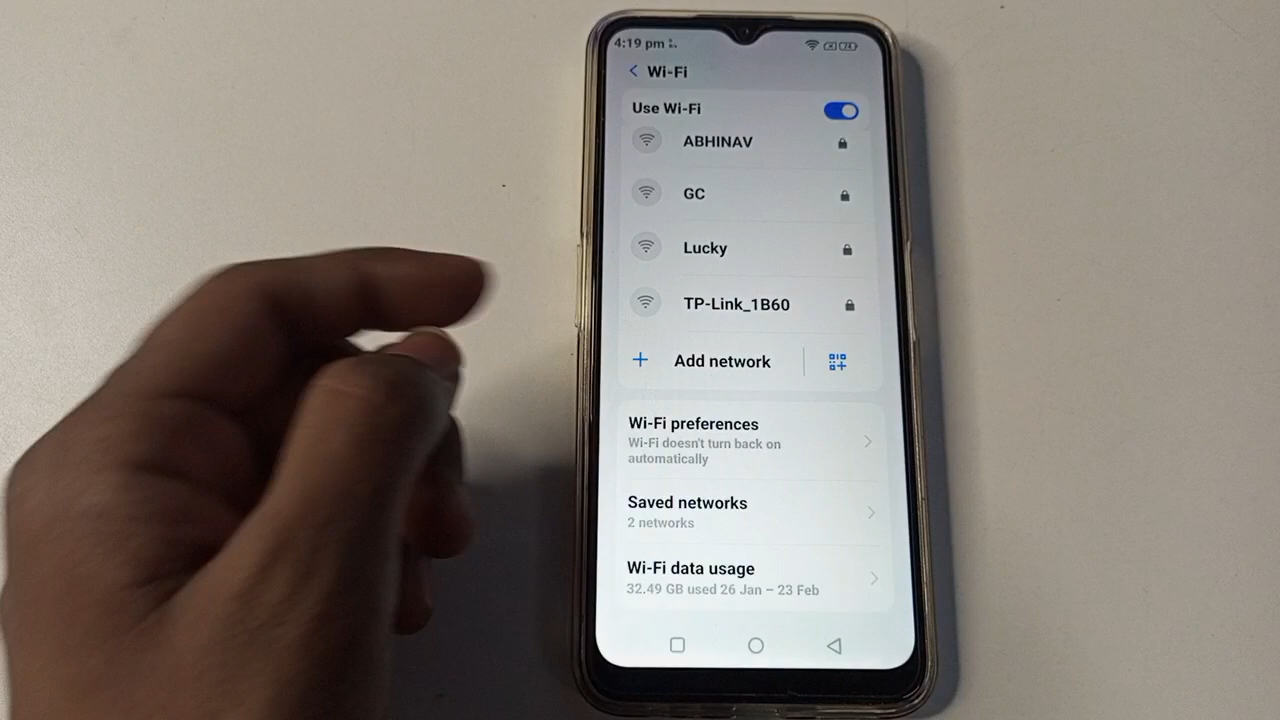 4:19 pm
74
Wi-Fi
Use Wi-Fi
ABHINAV
GC
Lucky
TP-Link_1B60
Add network
Wi-Fi preferences
Wi-Fi doesn't turn back on
automatically
Saved networks
2 networks
Wi-Fi data usage
32.49 GB used 26 Jan – 23 Feb